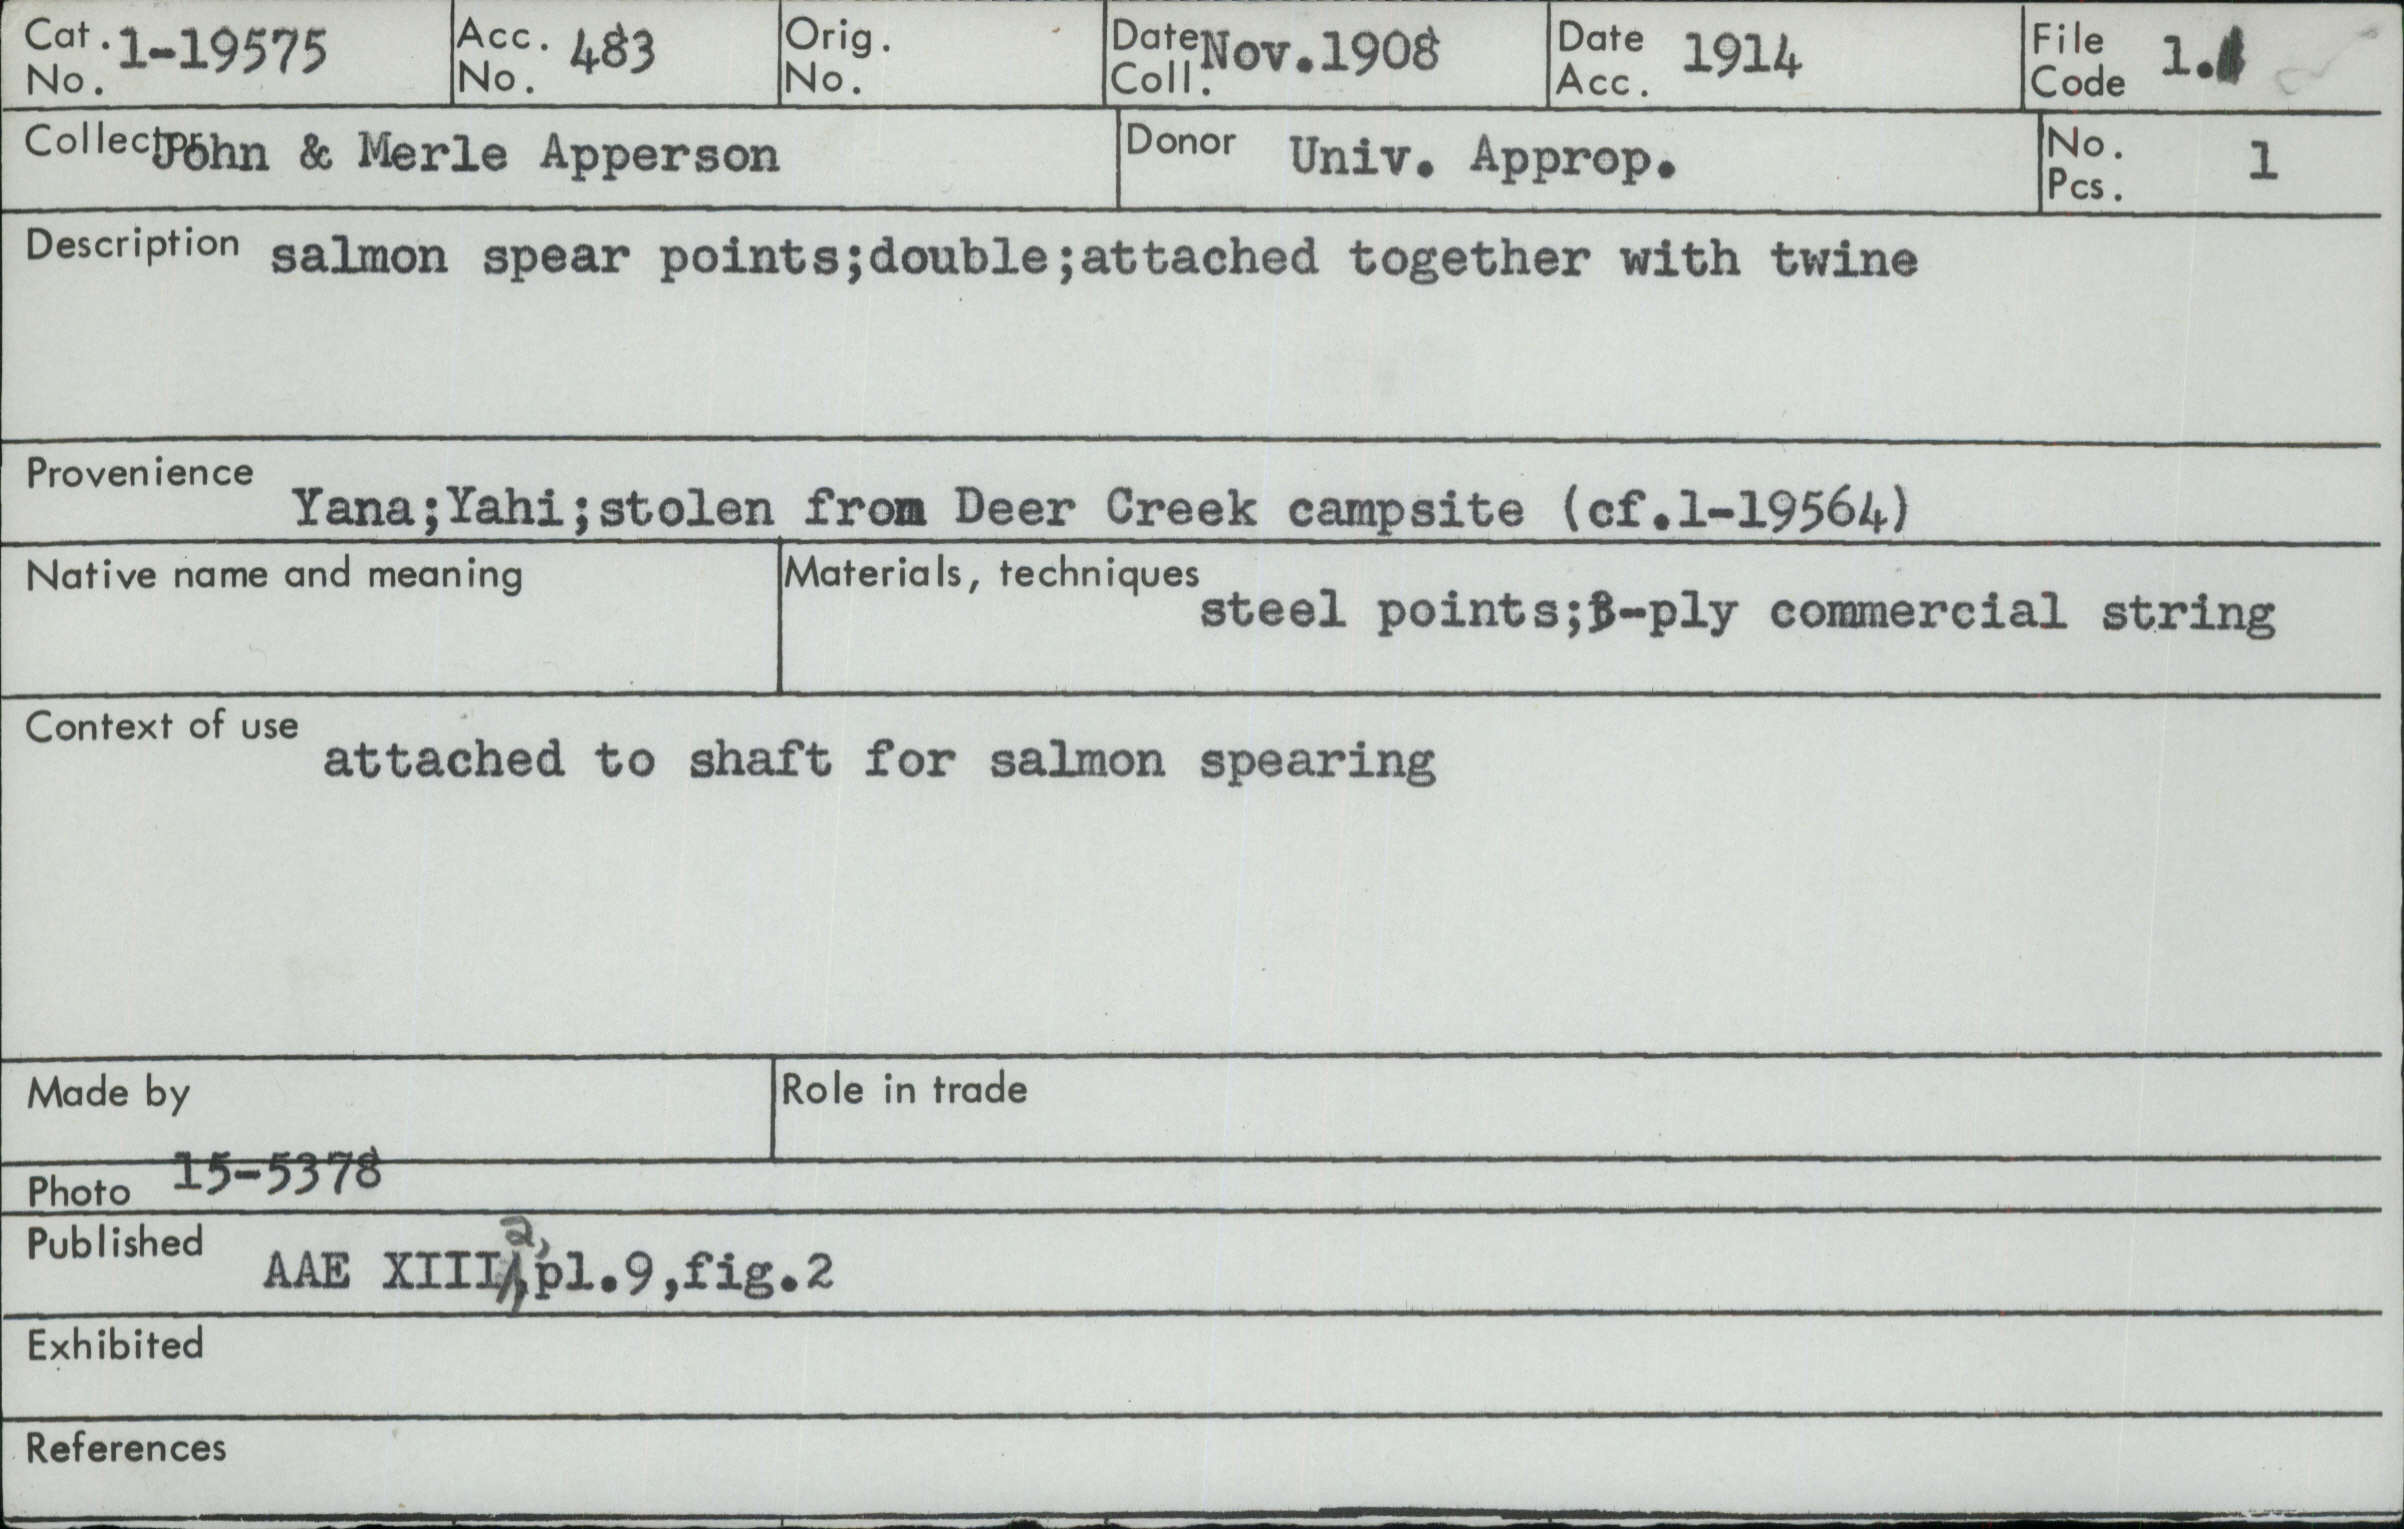 Cat. No. 1-19575 Acc. No. 483 Orig. No. Date Coll. Nov.1908 Date Acc. 1914 File Code 1.
Collector John & Merle Apperson Donor Univ. Approp. No. Pcs. 1
Description salmon spear points;double;attached together with twine
Provenience Yana;Yahi;stolen from Deer Creek campsite (cf.1-19564)
Native name and meaning Materials, techniques steel points;3-ply commercial string
Context of use attached to shaft for salmon spearing
Made by Role in trade
Photo 15-5378
Published AAE XIIIa, pl.9,fig.2
Exhibited
References